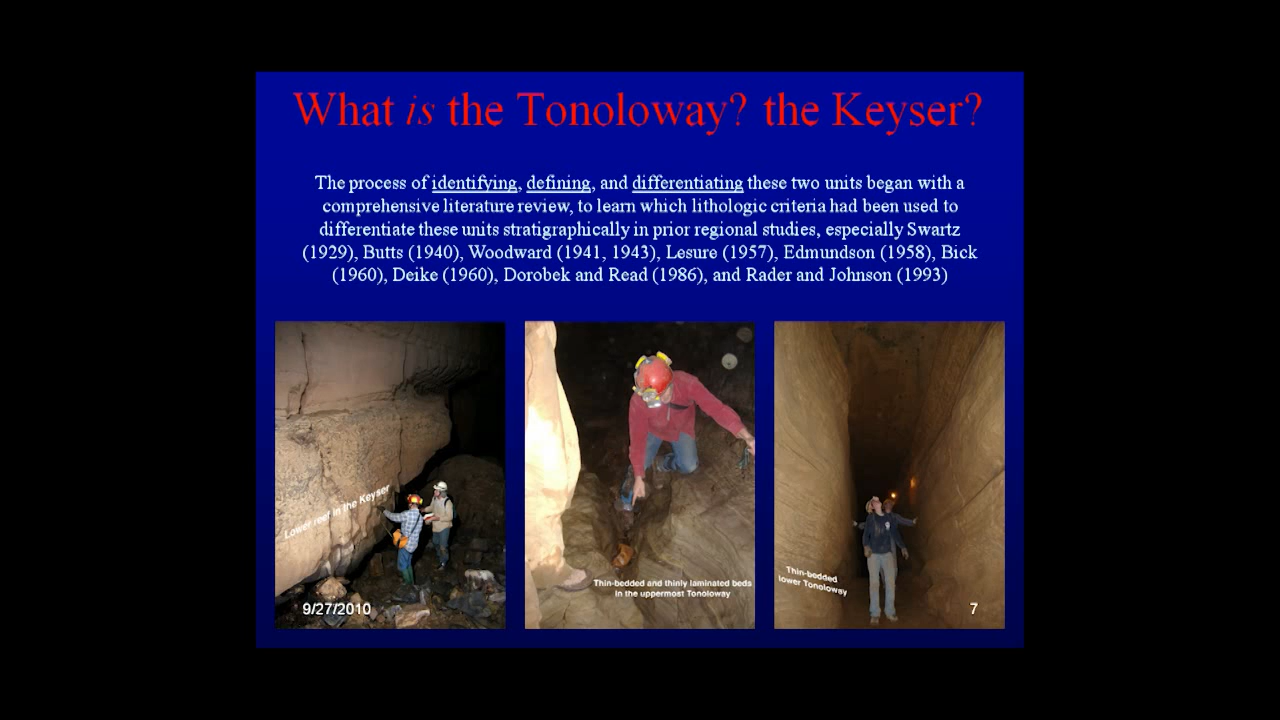 What is the Tonoloway? the Keyser?
The process of identifying, defining, and differentiating these two units began with a
comprehensive literature review, to learn which lithologic criteria had been used to
differentiate these units stratigraphically in prior regional studies, especially Swartz
(1929), Butts (1940), Woodward (1941, 1943), Lesure (1957), Edmundson (1958), Bick
(1960), Deike (1960), Dorobek and Read (1986), and Rader and Johnson (1993)
Lower reef in the Keyser
9/27/2010
Thin-bedded and thinly laminated beds
in the uppermost Tonoloway
Thin-bedded
lower Tonoloway
7